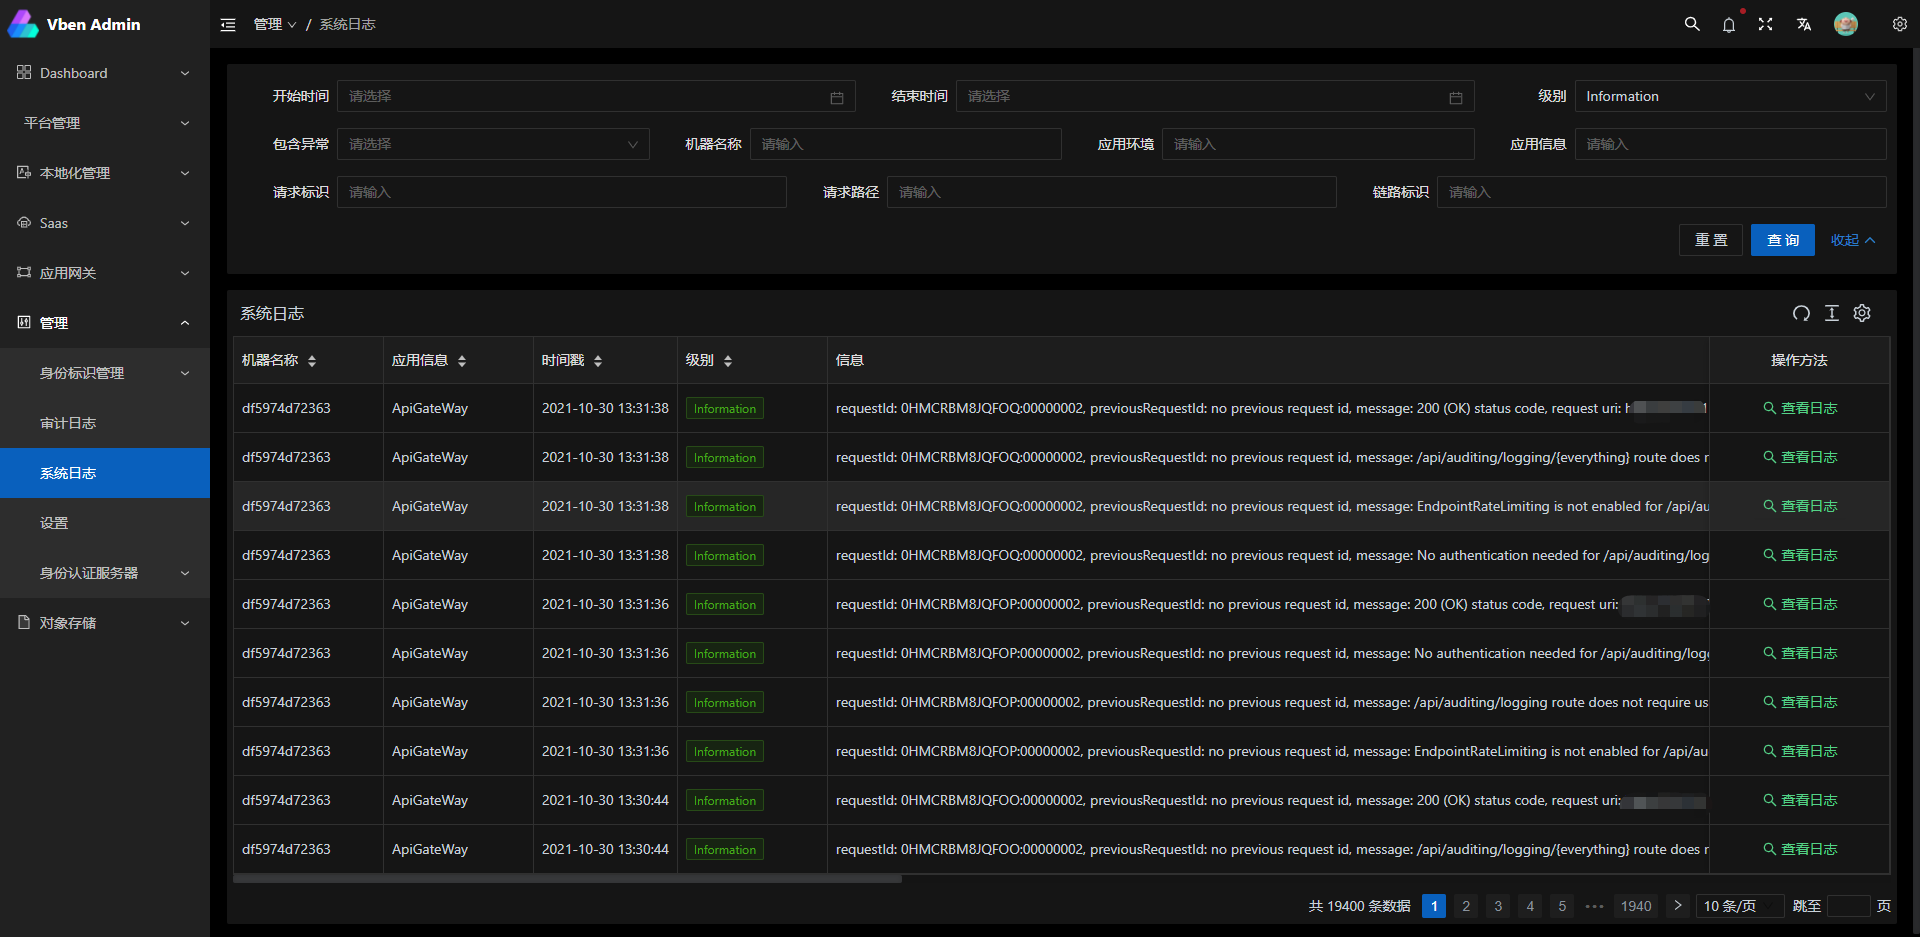 Vben Admin
管理 / 系统日志
Dashboard
平台管理
本地化管理
Saas
应用网关
管理
身份标识管理
审计日志
系统日志
设置
身份认证服务器
对象存储
开始时间 请选择 结束时间 请选择 级别 Information
包含异常 请选择 机器名称 请输入 应用环境 请输入 应用信息 请输入
请求标识 请输入 请求路径 请输入 链路标识 请输入
重 置 查 询 收起
系统日志
机器名称 应用信息 时间戳 级别 信息 操作方法
df5974d72363 ApiGateWay 2021-10-30 13:31:38 Information requestId: 0HMCRBM8JQFOQ:00000002, previousRequestId: no previous request id, message: 200 (OK) status code, request uri: 查看日志
df5974d72363 ApiGateWay 2021-10-30 13:31:38 Information requestId: 0HMCRBM8JQFOQ:00000002, previousRequestId: no previous request id, message: /api/auditing/logging/{everything} route does 查看日志
df5974d72363 ApiGateWay 2021-10-30 13:31:38 Information requestId: 0HMCRBM8JQFOQ:00000002, previousRequestId: no previous request id, message: EndpointRateLimiting is not enabled for /api/au 查看日志
df5974d72363 ApiGateWay 2021-10-30 13:31:38 Information requestId: 0HMCRBM8JQFOQ:00000002, previousRequestId: no previous request id, message: No authentication needed for /api/auditing/log 查看日志
df5974d72363 ApiGateWay 2021-10-30 13:31:36 Information requestId: 0HMCRBM8JQFOP:00000002, previousRequestId: no previous request id, message: 200 (OK) status code, request uri: 查看日志
df5974d72363 ApiGateWay 2021-10-30 13:31:36 Information requestId: 0HMCRBM8JQFOP:00000002, previousRequestId: no previous request id, message: No authentication needed for /api/auditing/log 查看日志
df5974d72363 ApiGateWay 2021-10-30 13:31:36 Information requestId: 0HMCRBM8JQFOP:00000002, previousRequestId: no previous request id, message: /api/auditing/logging route does not require us 查看日志
df5974d72363 ApiGateWay 2021-10-30 13:31:36 Information requestId: 0HMCRBM8JQFOP:00000002, previousRequestId: no previous request id, message: EndpointRateLimiting is not enabled for /api/au 查看日志
df5974d72363 ApiGateWay 2021-10-30 13:30:44 Information requestId: 0HMCRBM8JQFOO:00000002, previousRequestId: no previous request id, message: 200 (OK) status code, request uri: 查看日志
df5974d72363 ApiGateWay 2021-10-30 13:30:44 Information requestId: 0HMCRBM8JQFOO:00000002, previousRequestId: no previous request id, message: /api/auditing/logging/{everything} route does 查看日志
共 19400 条数据 1 2 3 4 5 ••• 1940 > 10 条/页 跳至 页